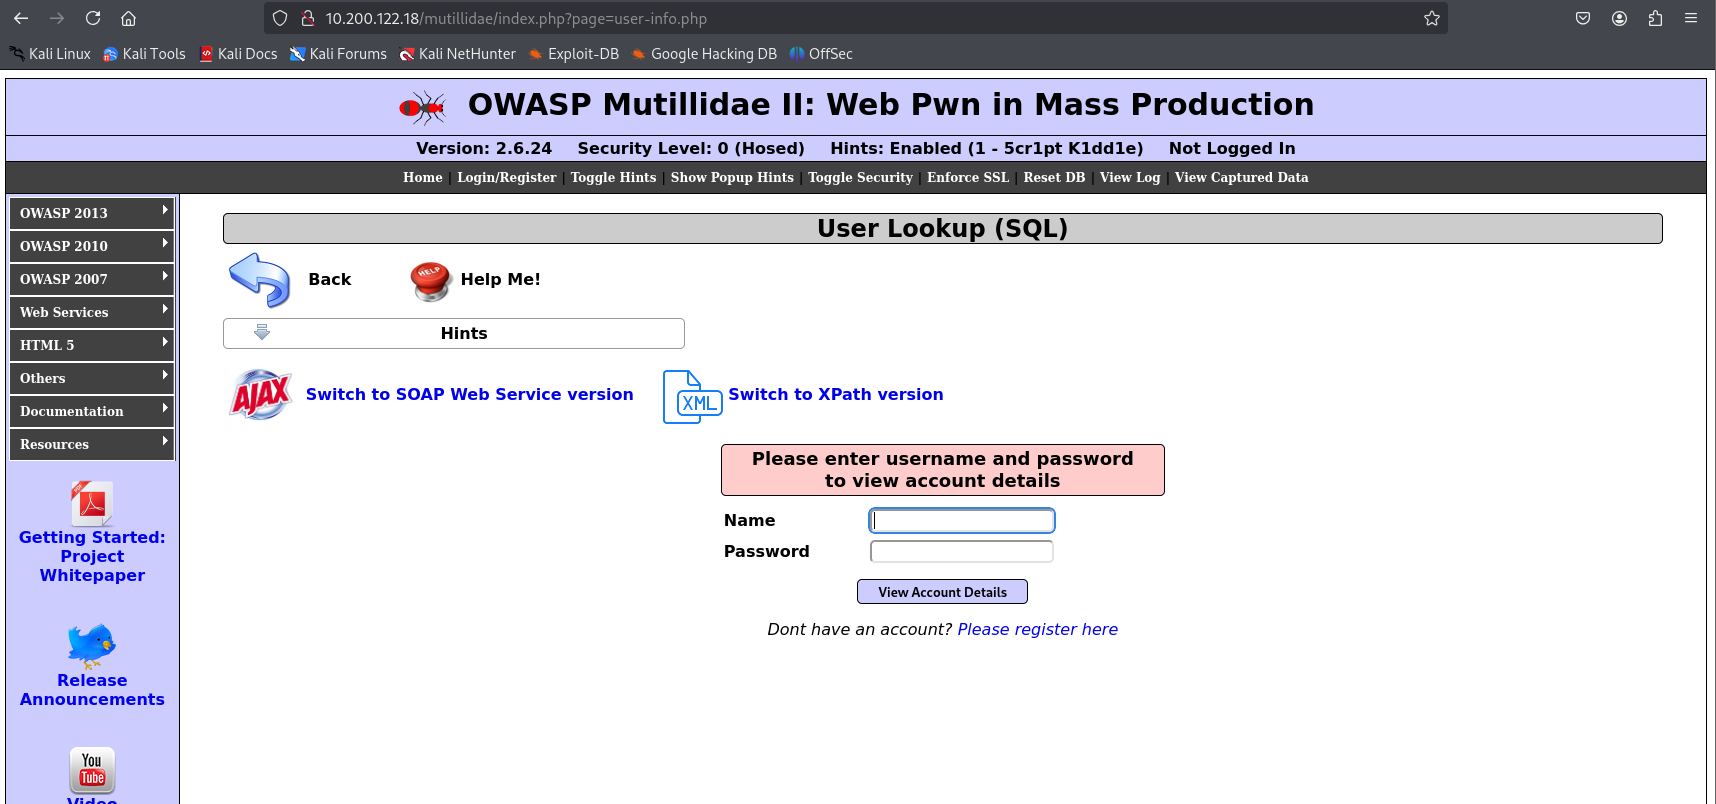 10.200.122.18/mutillidae/index.php?page=user-info.php
Kali Linux Kali Tools Kali Docs Kali Forums Kali NetHunter Exploit-DB Google Hacking DB OffSec
OWASP Mutillidae II: Web Pwn in Mass Production
Version: 2.6.24 Security Level: 0 (Hosed) Hints: Enabled (1 - 5cr1pt K1dd1e) Not Logged In
Home | Login/Register | Toggle Hints | Show Popup Hints | Toggle Security | Enforce SSL | Reset DB | View Log | View Captured Data
OWASP 2013
OWASP 2010
OWASP 2007
Web Services
HTML 5
Others
Documentation
Resources
PDF
Getting Started:
Project
Whitepaper
Release
Announcements
You
Tube
Video
User Lookup (SQL)
Back HELP Help Me!
Hints
AJAX Switch to SOAP Web Service version XML Switch to XPath version
Please enter username and password
to view account details
Name
Password
View Account Details
Dont have an account? Please register here